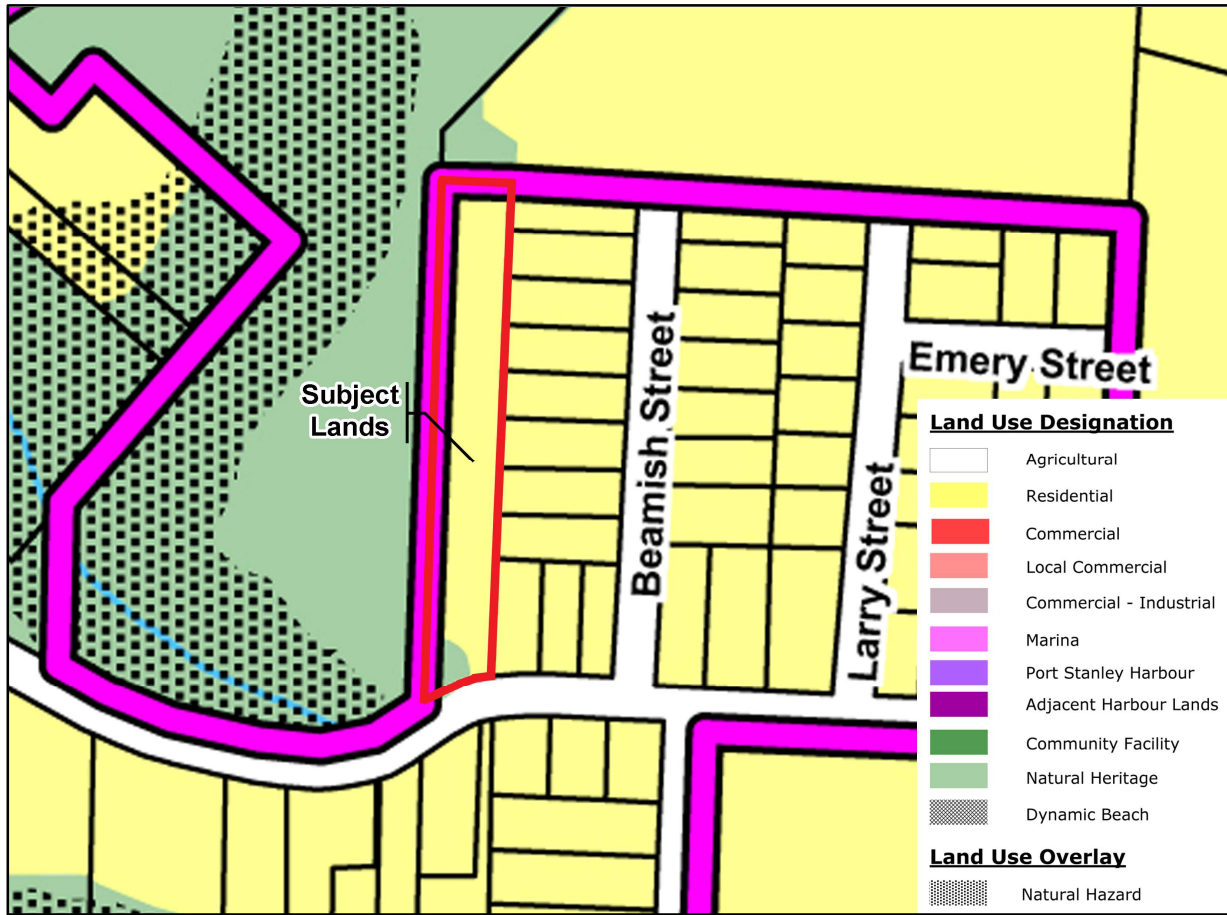 Subject
Lands
Beamish Street
Larry Street
Emery Street
Land Use Designation
Agricultural
Residential
Commercial
Local Commercial
Commercial - Industrial
Marina
Port Stanley Harbour
Adjacent Harbour Lands
Community Facility
Natural Heritage
Dynamic Beach
Land Use Overlay
Natural Hazard